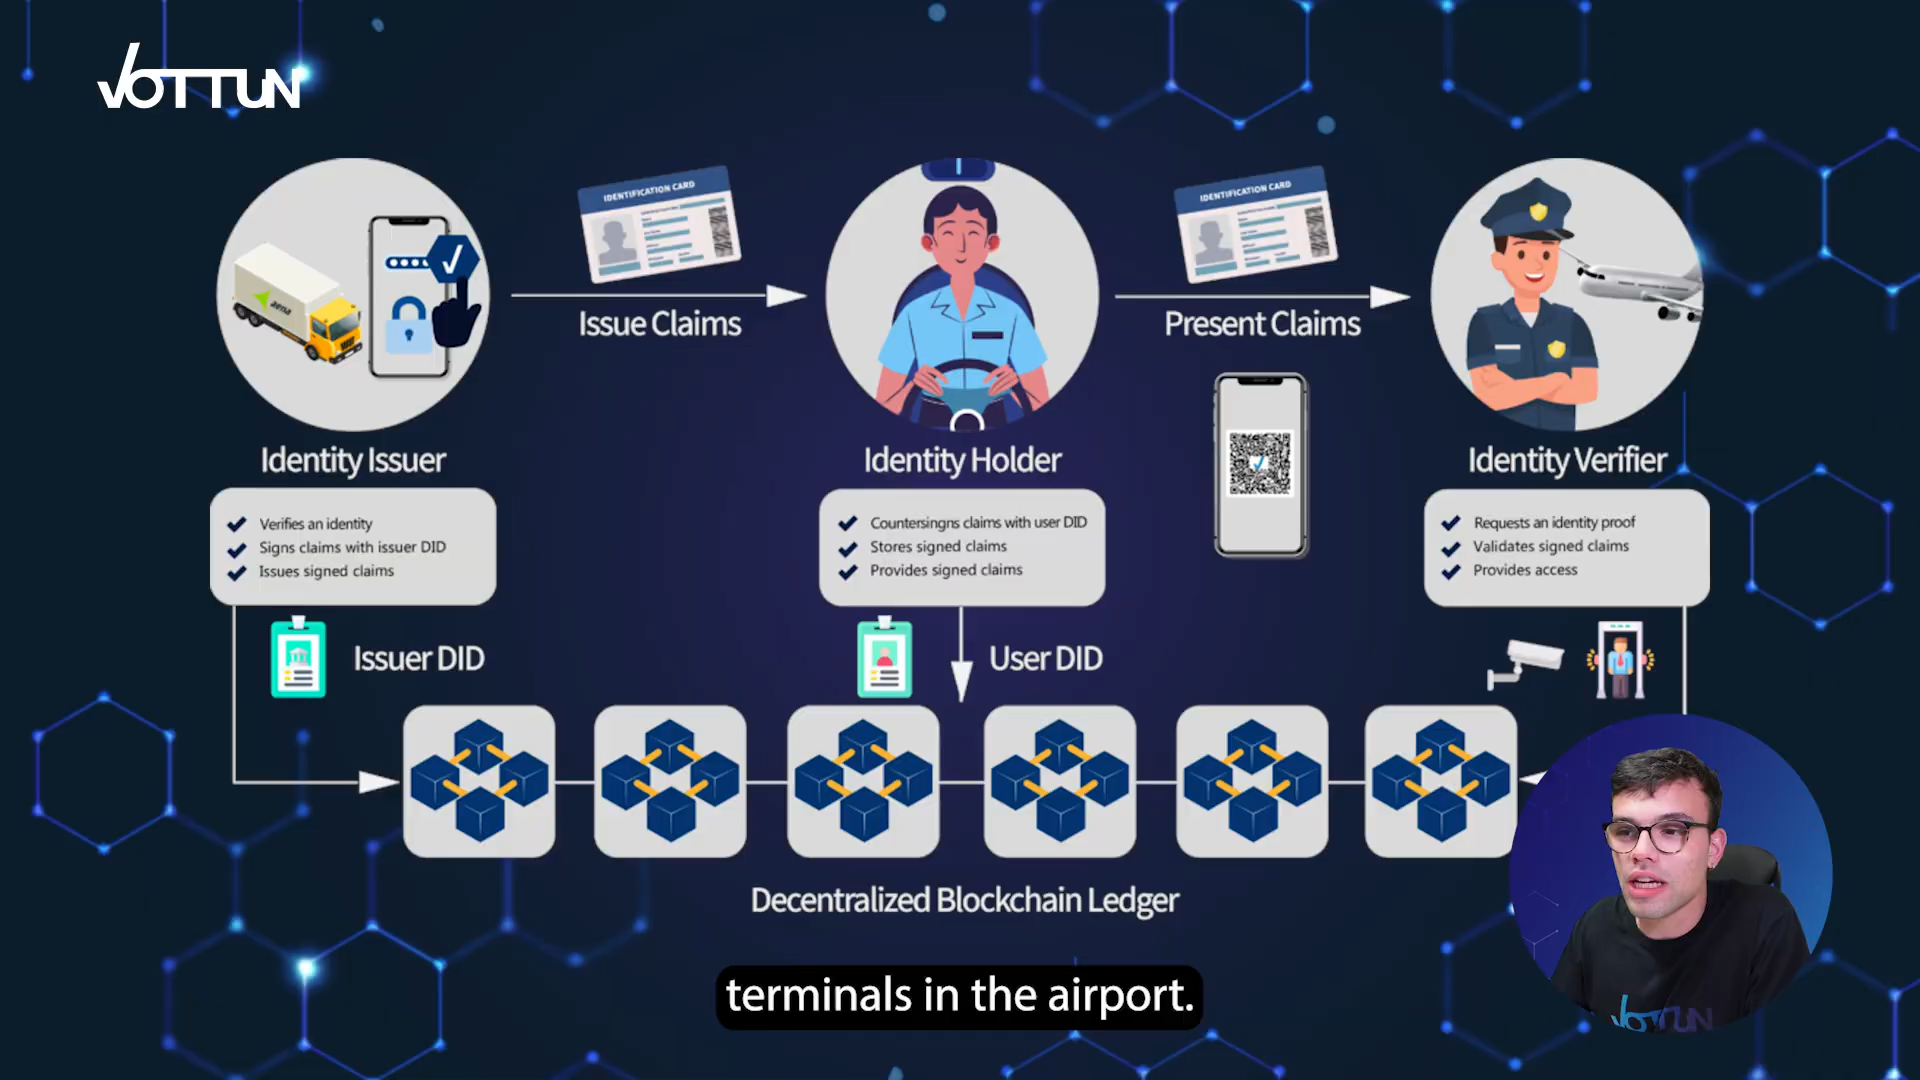 VOTTUN
IDENTIFICATION CARD
IDENTIFICATION CARD
aena
Issue Claims
Present Claims
Identity Issuer
Identity Holder
Identity Verifier
Verifies an identity
Signs claims with issuer DID
Issues signed claims
Countersingns claims with user DID
Stores signed claims
Provides signed claims
Requests an identity proof
Validates signed claims
Provides access
Issuer DID
User DID
Decentralized Blockchain Ledger
terminals in the airport.
VOTTUN